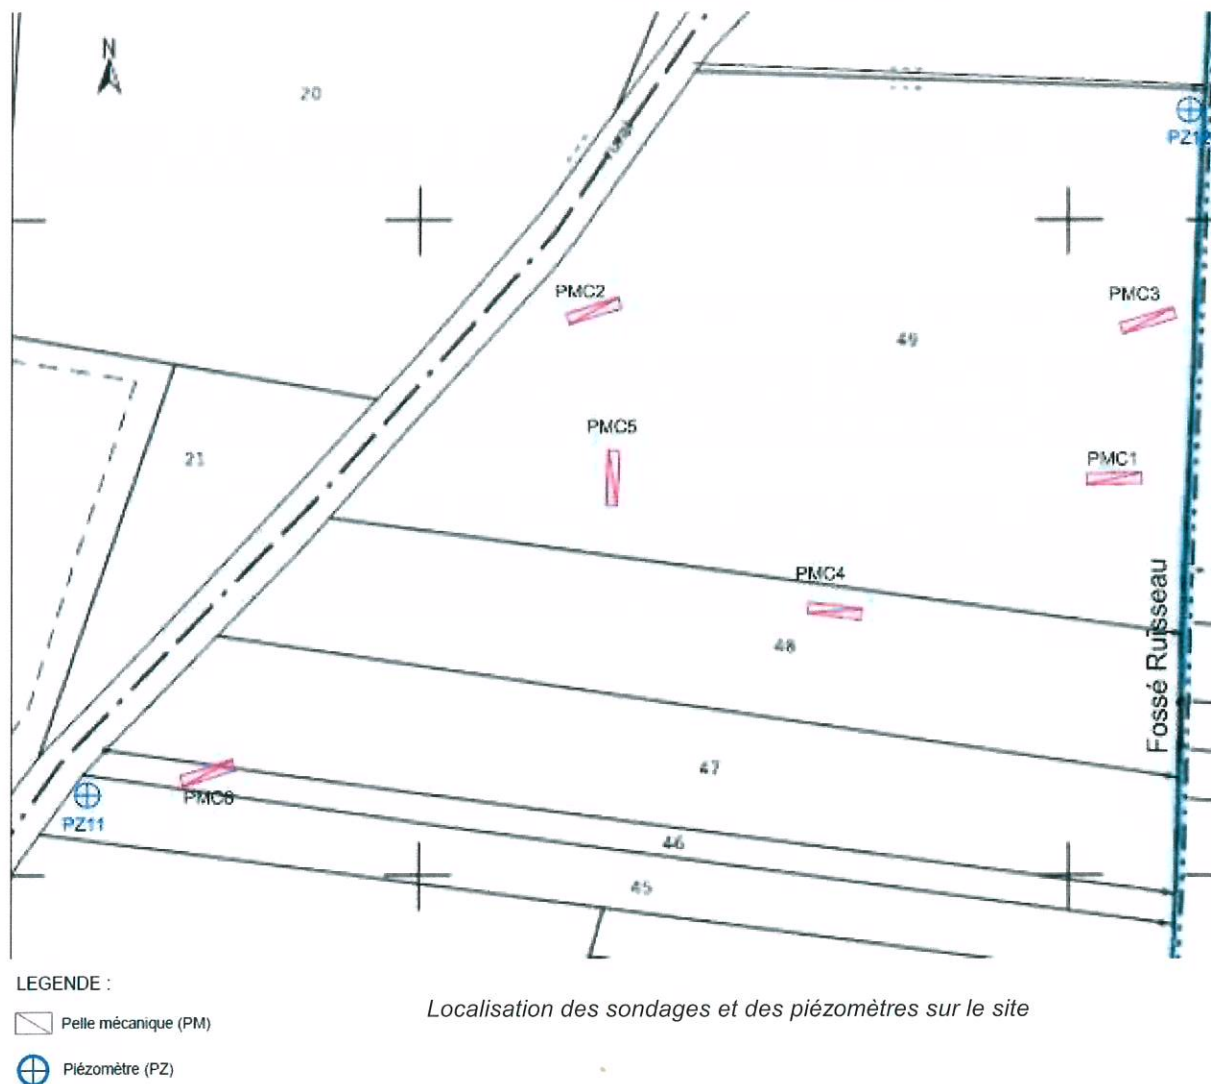 N
20
PZ12
PMC2
PMC3
49
PMC5
21
PMC1
PMC4
48
Fossé Ruisseau
47
PMC6
PZ11
46
45
LEGENDE :
Localisation des sondages et des piézomètres sur le site
Pelle mécanique (PM)
Piézomètre (PZ)